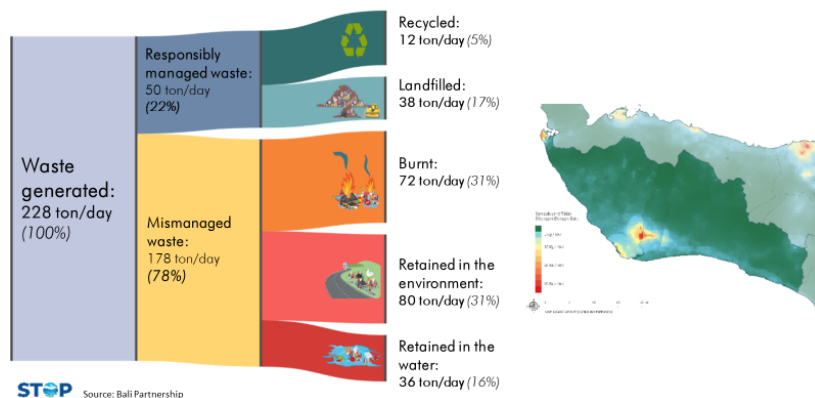 Waste
generated:
228 ton/day
(100%)
Responsibly
managed waste:
50 ton/day
(22%)
Mismanaged
waste:
178 ton/day
(78%)
Recycled:
12 ton/day (5%)
Landfilled:
38 ton/day (17%)
Burnt:
72 ton/day (31%)
Retained in the
environment:
80 ton/day (31%)
Retained in the
water:
36 ton/day (16%)
STOP
Source: Bali Partnership